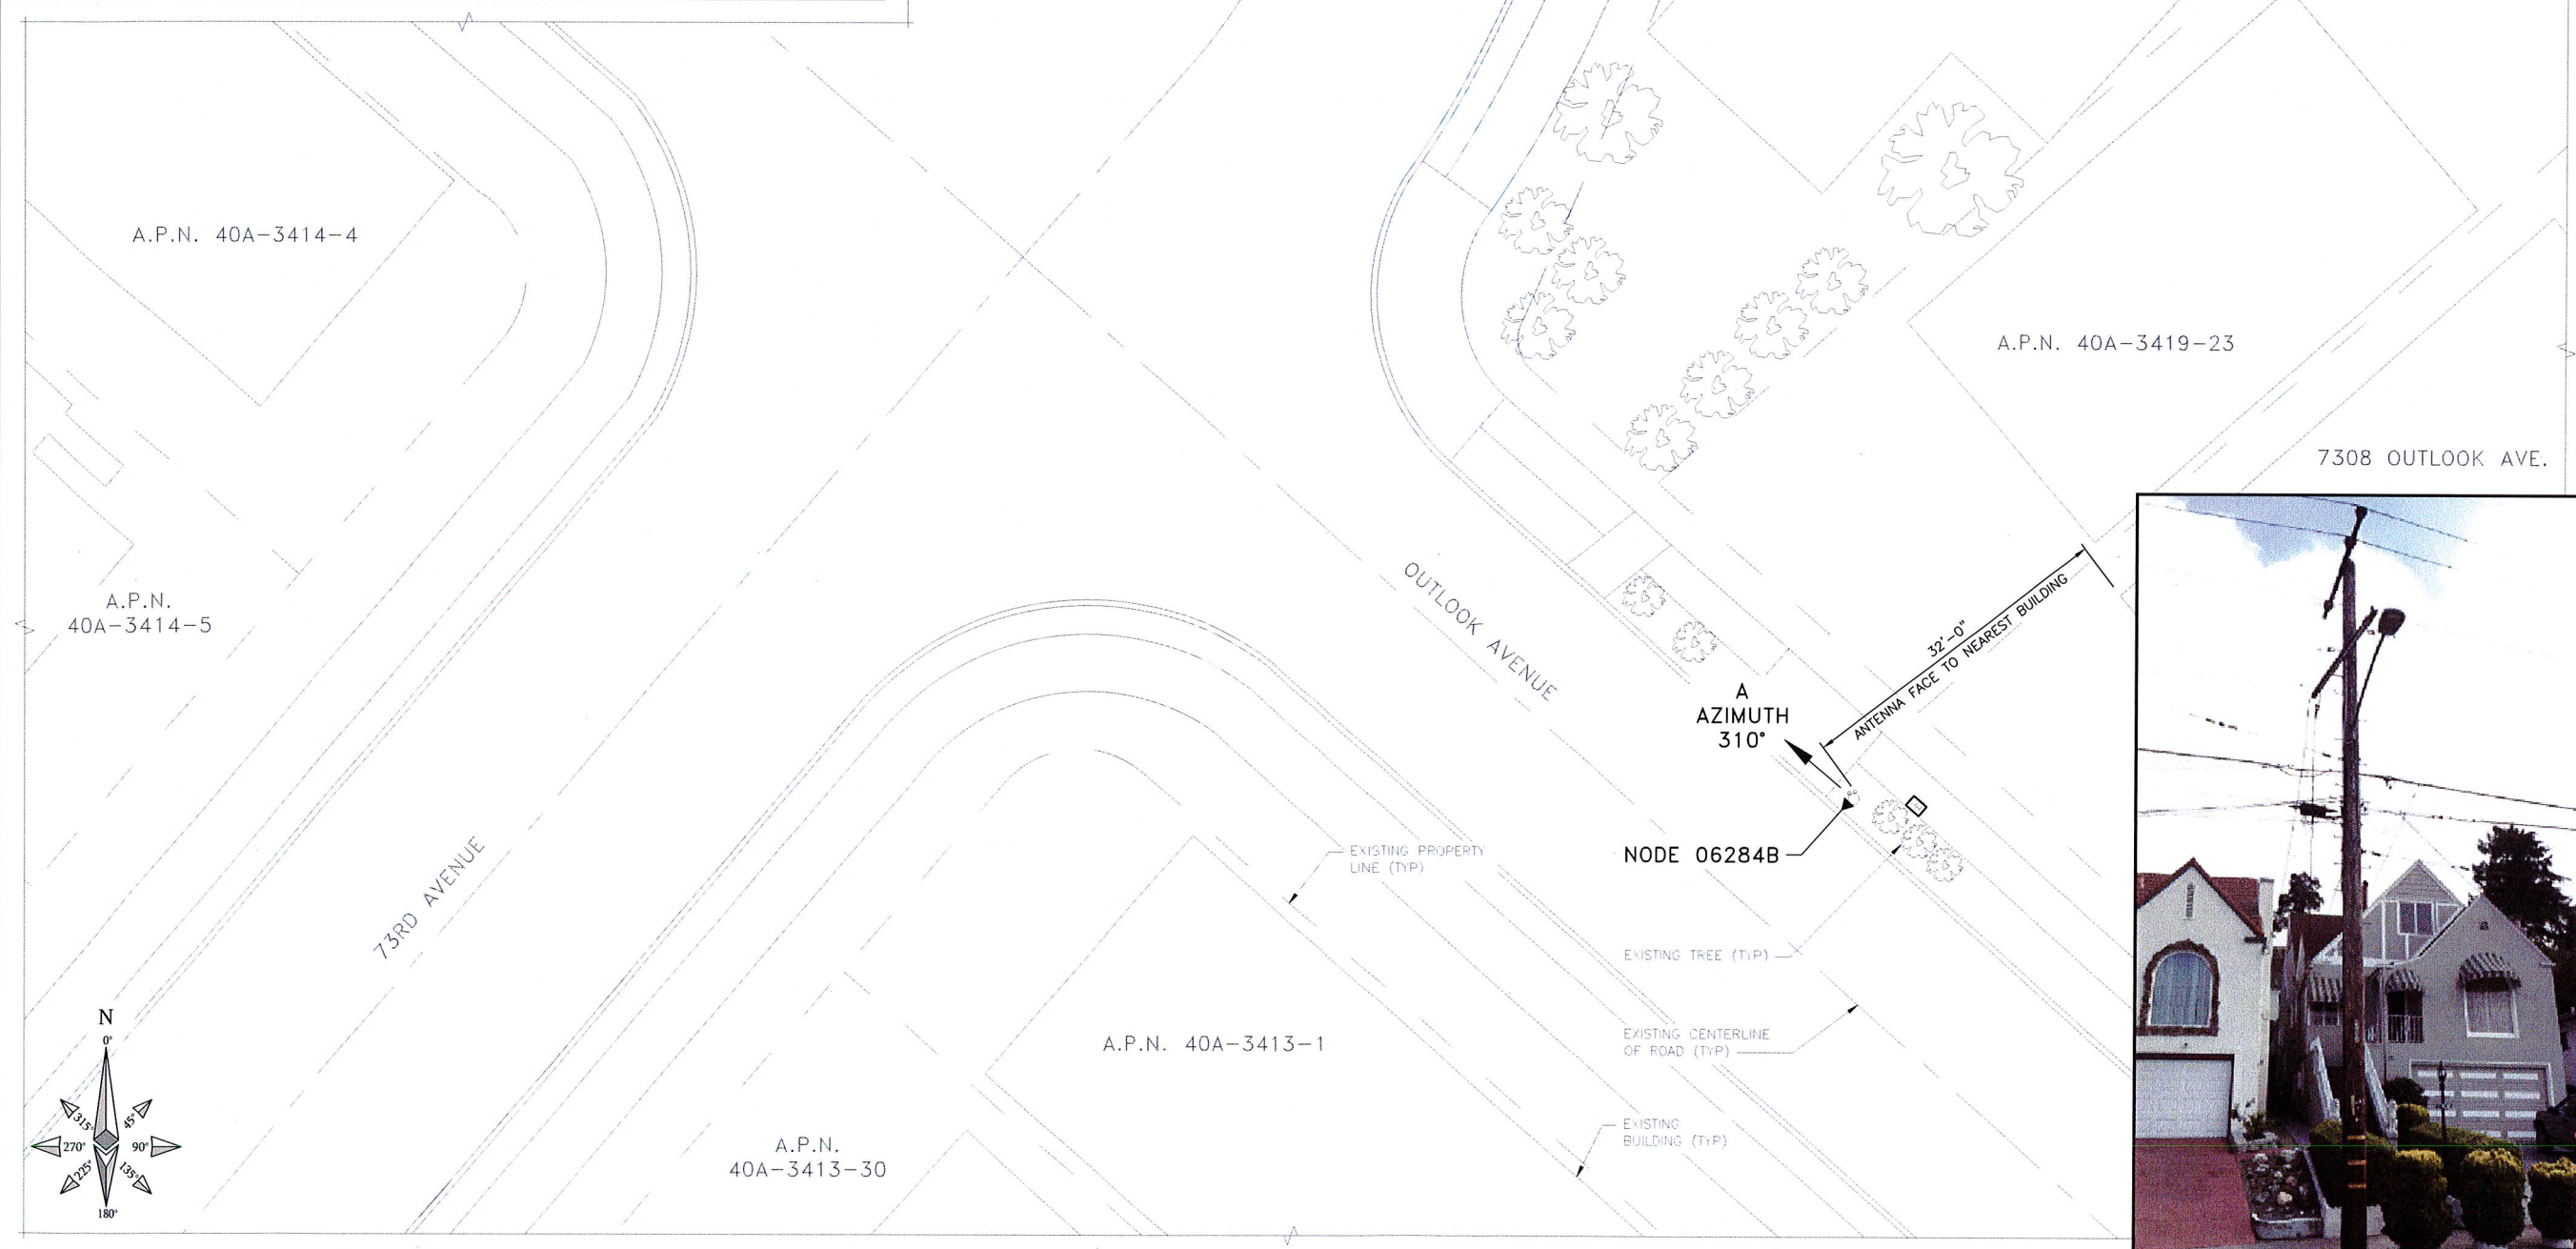 A.P.N. 40A-3414-4
A.P.N. 40A-3419-23
7308 OUTLOOK AVE.
A.P.N.
40A-3414-5
OUTLOOK AVENUE
32'-0"
ANTENNA FACE TO NEAREST BUILDING
A
AZIMUTH
310°
NODE 06284B
EXISTING PROPERTY
LINE (TYP)
73RD AVENUE
EXISTING TREE (TYP)
EXISTING CENTERLINE
OF ROAD (TYP)
A.P.N. 40A-3413-1
EXISTING
BUILDING (TYP)
A.P.N.
40A-3413-30
N
0°
315°
45°
270°
90°
225°
135°
180°